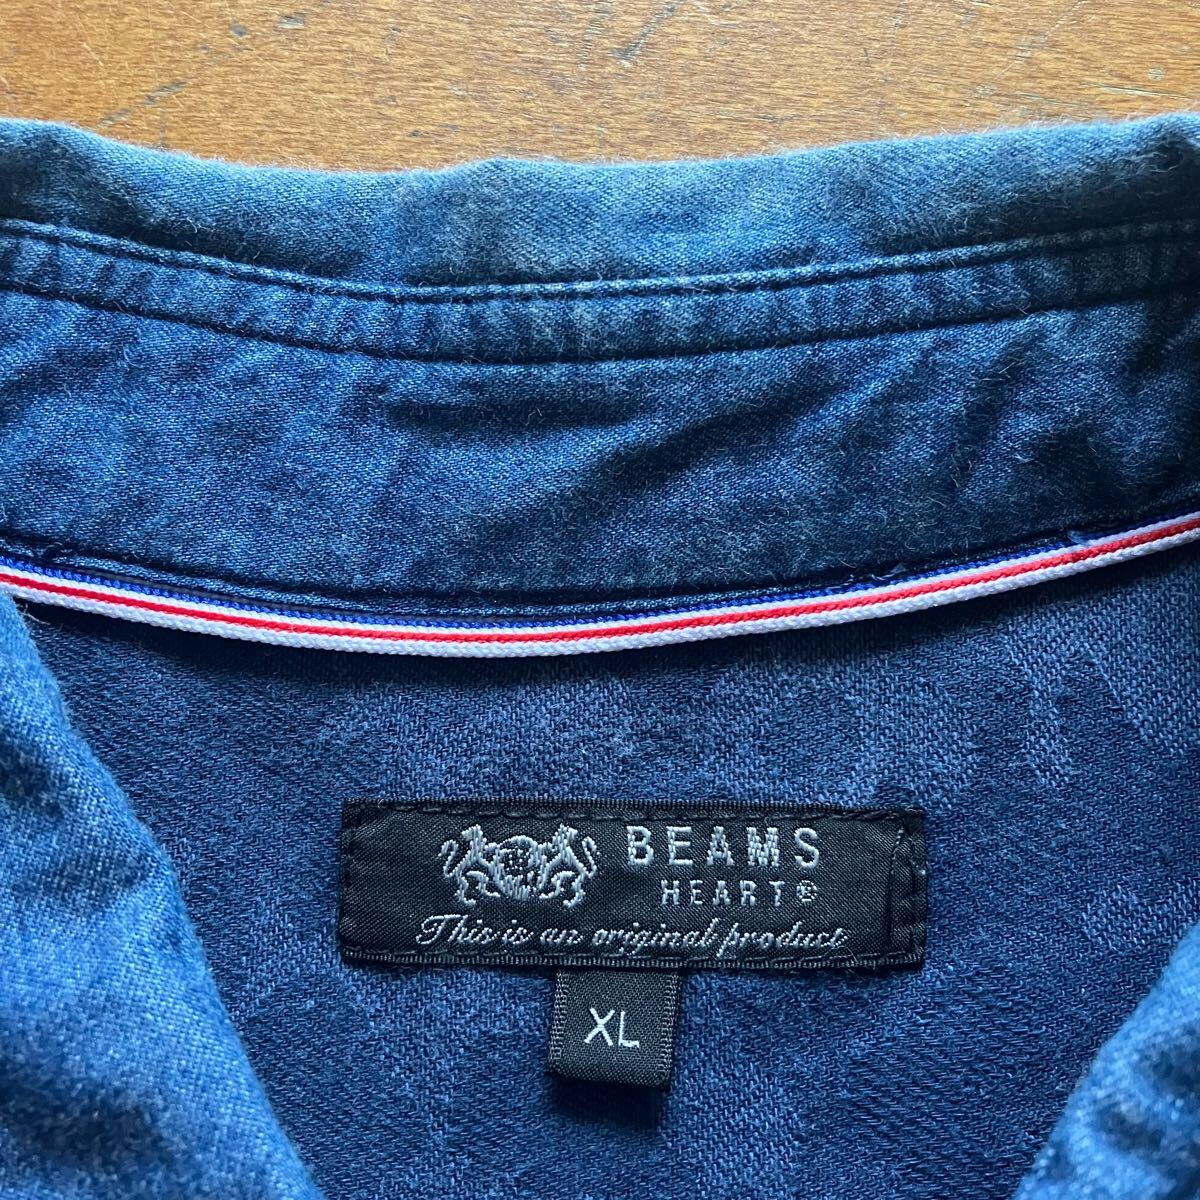 BEAMS
HEART®
This is an original product
XL